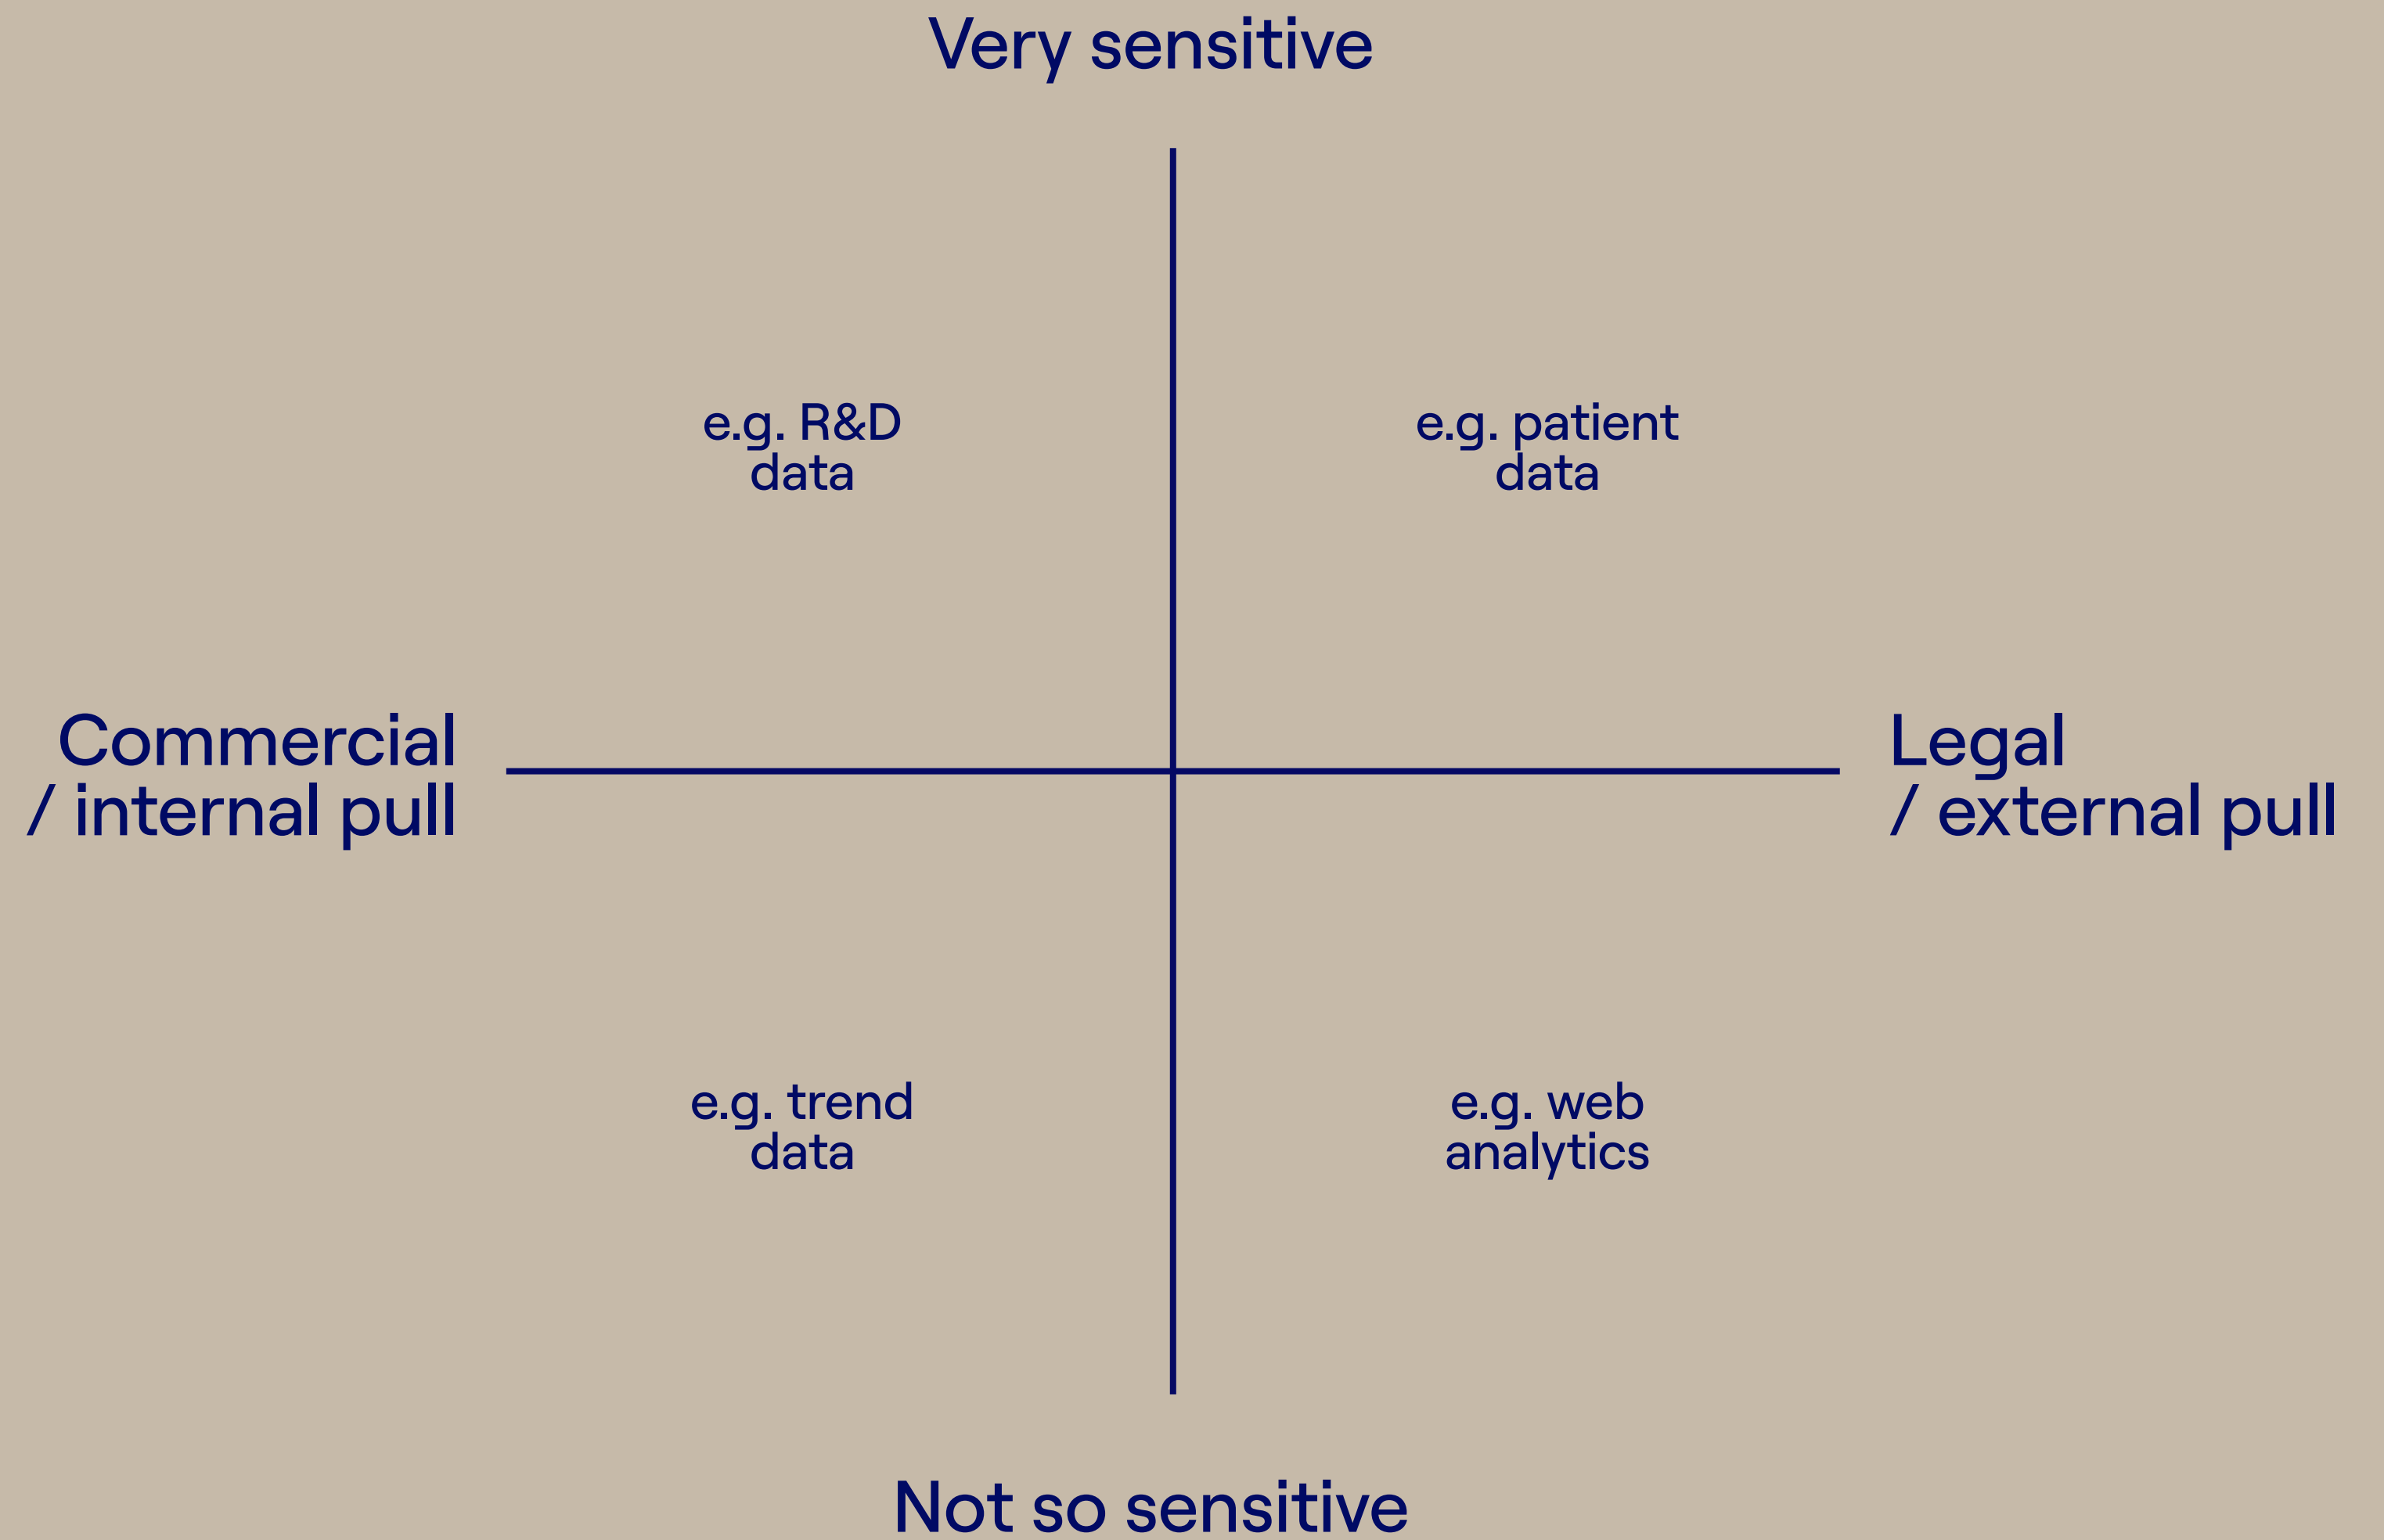 Very sensitive
e.g. R&D
data
e.g. patient
data
Commercial
/ internal pull
Legal
/ external pull
e.g. trend
data
e.g. web
analytics
Not so sensitive